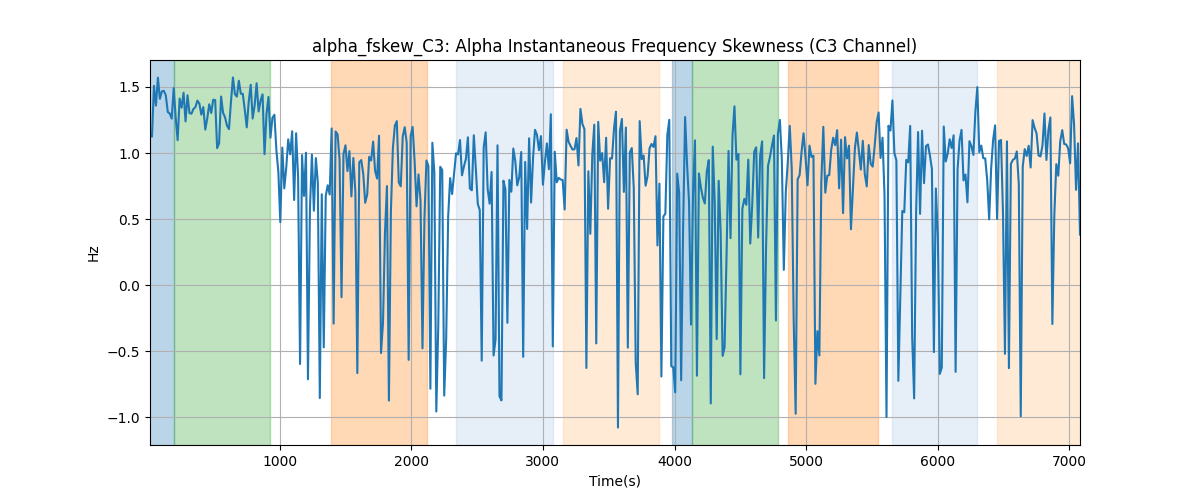 alpha_fskew_C3: Alpha Instantaneous Frequency Skewness (C3 Channel)
1.5
1.0
0.5
0.0
−0.5
−1.0
Hz
1000 2000 3000 4000 5000 6000 7000
Time(s)